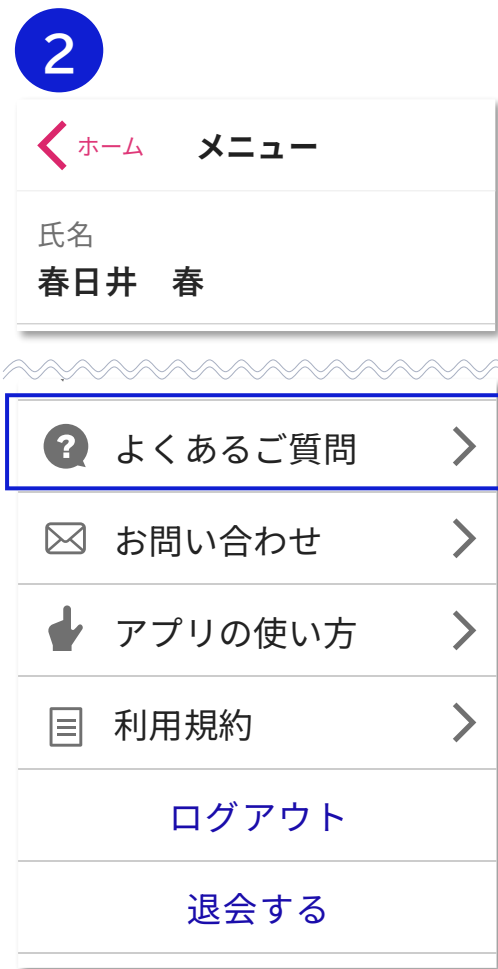 2
ホーム メニュー
氏名
春日井 春
よくあるご質問
お問い合わせ
アプリの使い方
利用規約
ログアウト
退会する